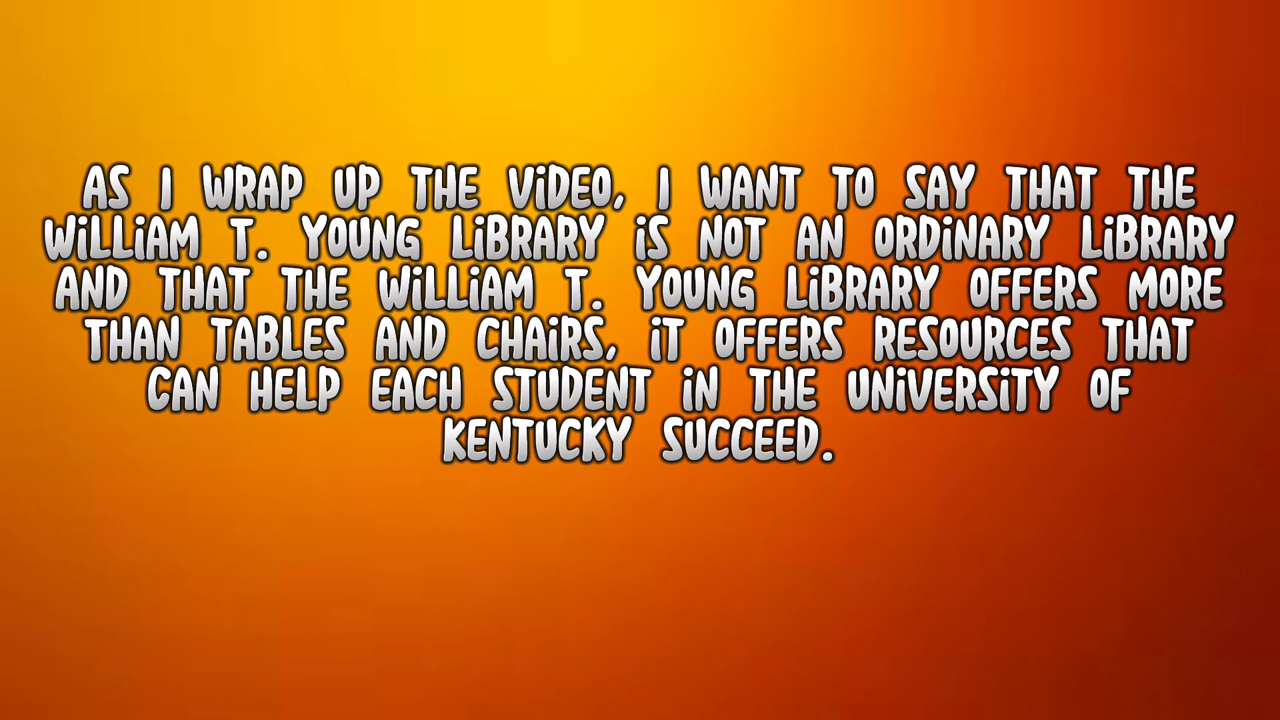 AS I WRAP UP THE ViDEO, I WANT TO SAY THAT THE
WiLLiAM T. YOUNG LiBRARY iS NOT AN ORDiNARY LiBRARY
AND THAT THE WiLLiAM T. YOUNG LiBRARY OFFERS MORE
THAN TABLES AND CHAiRS, iT OFFERS RESOURCES THAT
CAN HELP EACH STUDENT iN THE UNiVERSiTY OF
KENTUCKY SUCCEED.